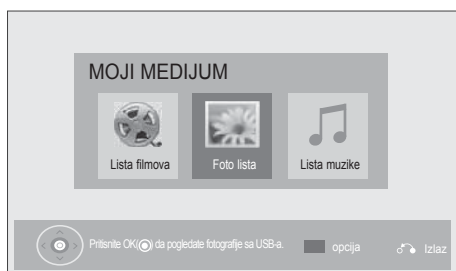 MOJI MEDIJUM
Lista filmova
Foto lista
Lista muzike
Pritisnite OK(◉) da pogledate fotografije sa USB-a.
opcija
Izlaz